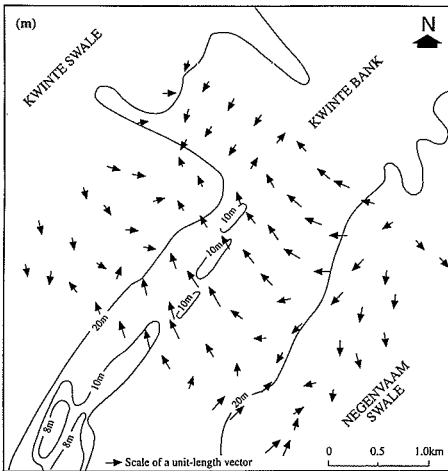 (m)
N
KWINTE SWALE
KWINTE BANK
10m
10m
10m
20m
10m
20m
8m
8m
NEGENVAAM
SWALE
Scale of a unit-length vector
0 0.5 1.0km